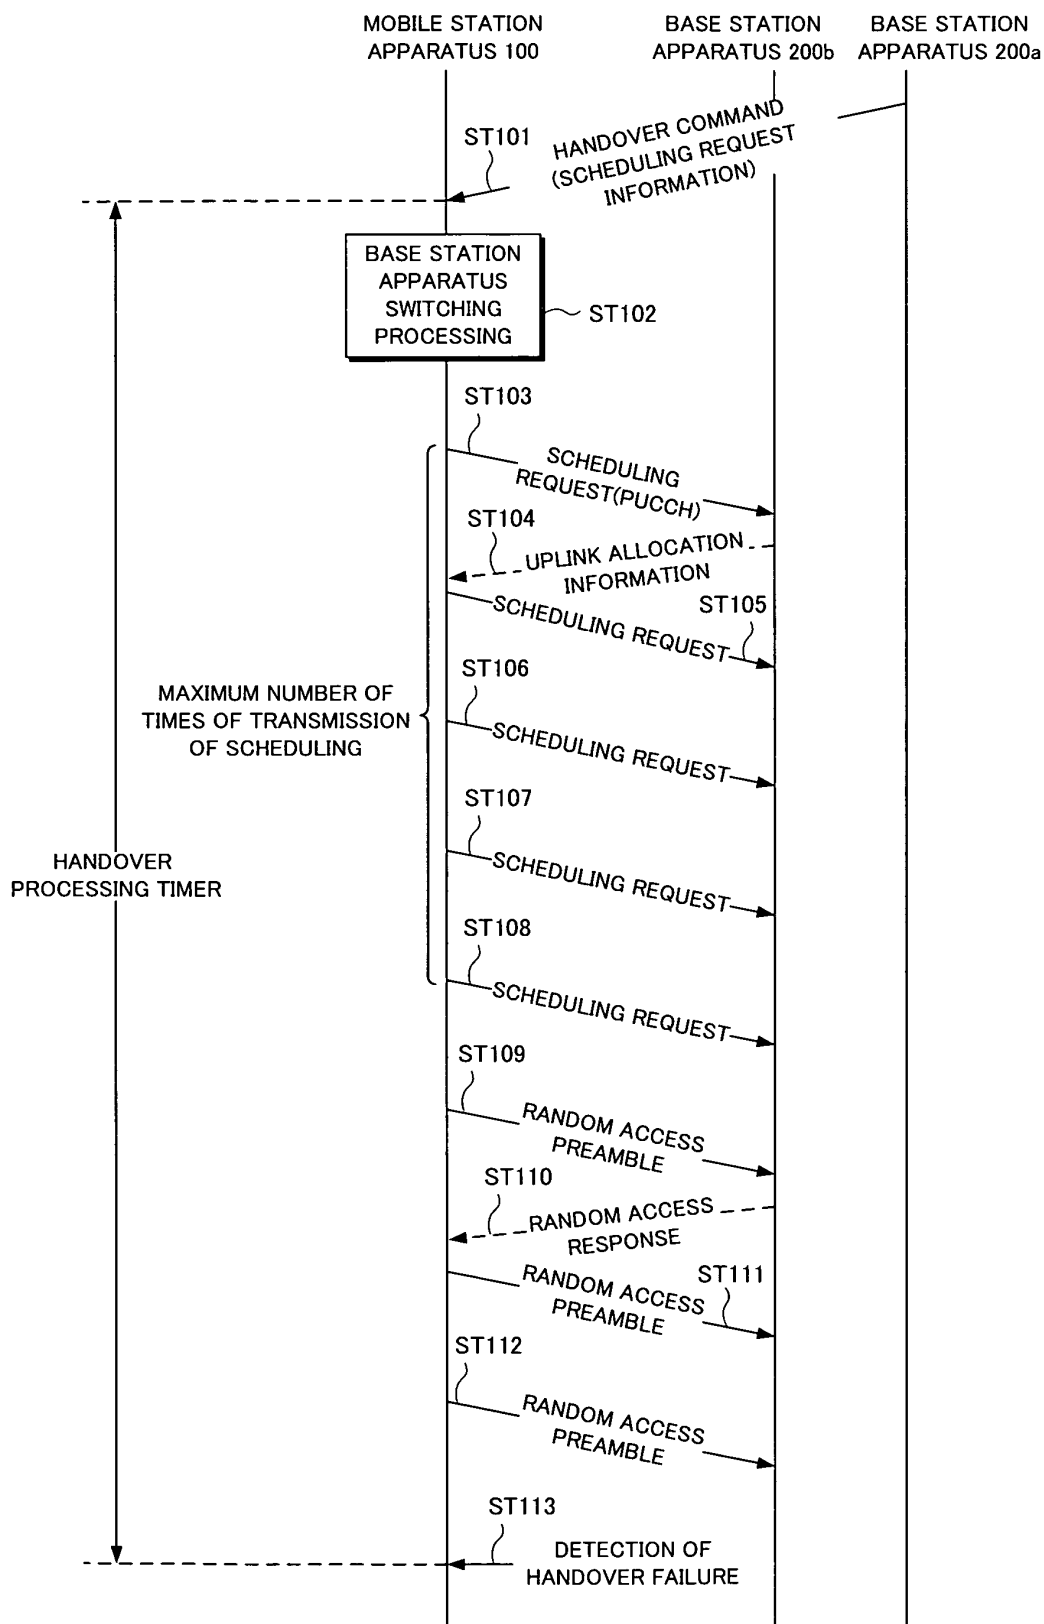 MOBILE STATION
APPARATUS 100
BASE STATION
APPARATUS 200b
BASE STATION
APPARATUS 200a
HANDOVER COMMAND
(SCHEDULING REQUEST
INFORMATION)
ST101
BASE STATION
APPARATUS
SWITCHING
PROCESSING
ST102
ST103
SCHEDULING
REQUEST(PUCCH)
ST104
UPLINK ALLOCATION
INFORMATION
ST105
SCHEDULING REQUEST
ST106
SCHEDULING REQUEST
MAXIMUM NUMBER OF
TIMES OF TRANSMISSION
OF SCHEDULING
ST107
SCHEDULING REQUEST
HANDOVER
PROCESSING TIMER
ST108
SCHEDULING REQUEST
ST109
RANDOM ACCESS
PREAMBLE
ST110
RANDOM ACCESS
RESPONSE
ST111
RANDOM ACCESS
PREAMBLE
ST112
RANDOM ACCESS
PREAMBLE
ST113
DETECTION OF
HANDOVER FAILURE